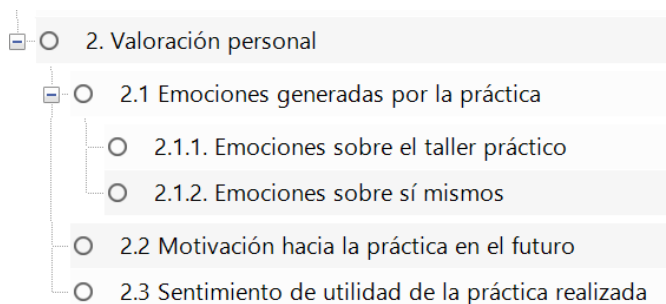 2. Valoración personal
2.1 Emociones generadas por la práctica
2.1.1. Emociones sobre el taller práctico
2.1.2. Emociones sobre sí mismos
2.2 Motivación hacia la práctica en el futuro
2.3 Sentimiento de utilidad de la práctica realizada